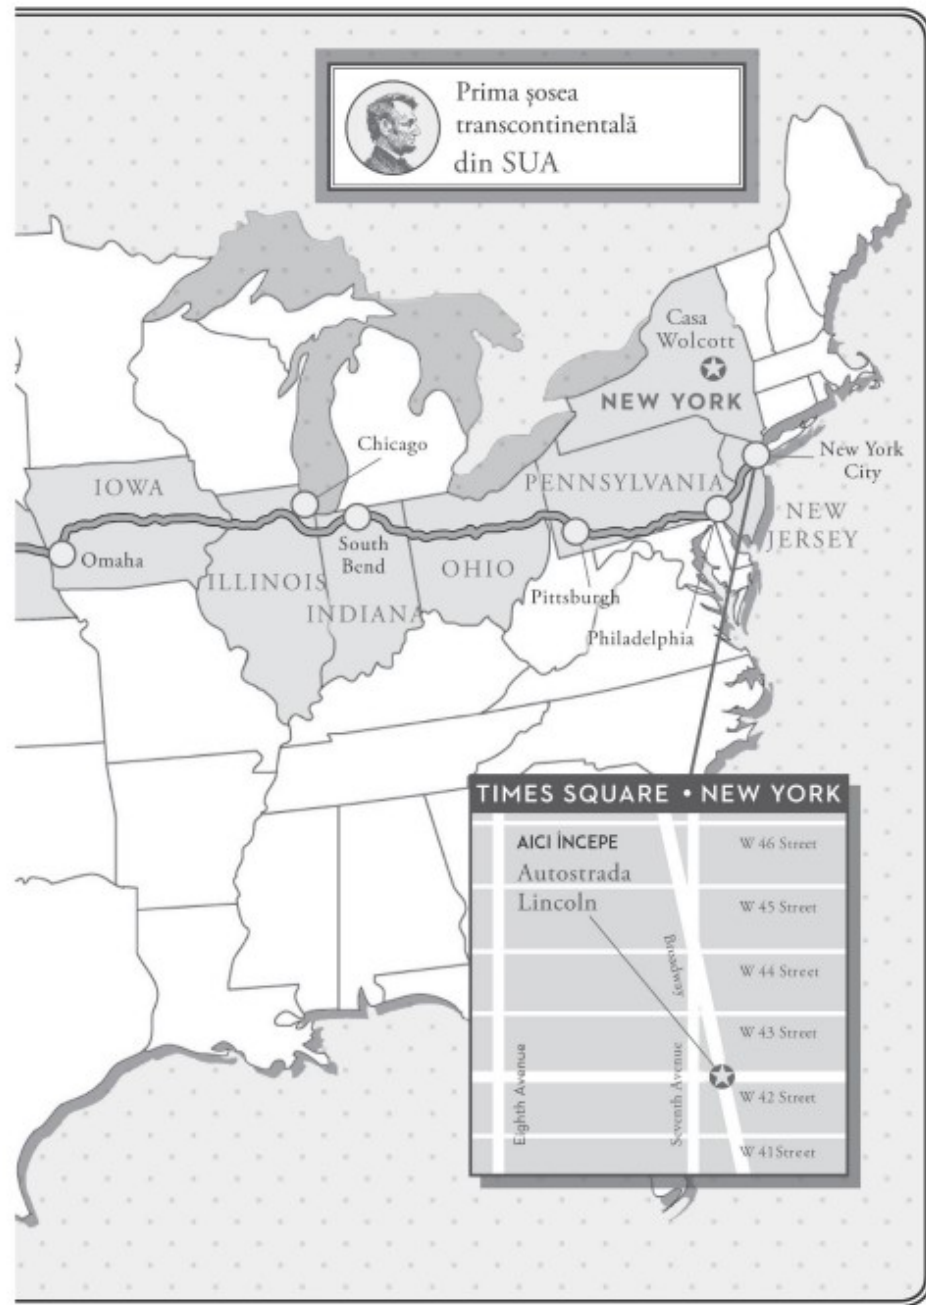 Prima șosea
transcontinentală
din SUA
Casa
Wolcott
NEW YORK
Chicago
New York
City
IOWA
PENNSYLVANIA
NEW
JERSEY
Omaha
South
Bend
OHIO
ILLINOIS
INDIANA
Pittsburgh
Philadelphia
TIMES SQUARE • NEW YORK
AICI ÎNCEPE
Autostrada
Lincoln
W 46 Street
W 45 Street
Broadway
W 44 Street
W 43 Street
Eighth Avenue
Seventh Avenue
W 42 Street
W 41 Street